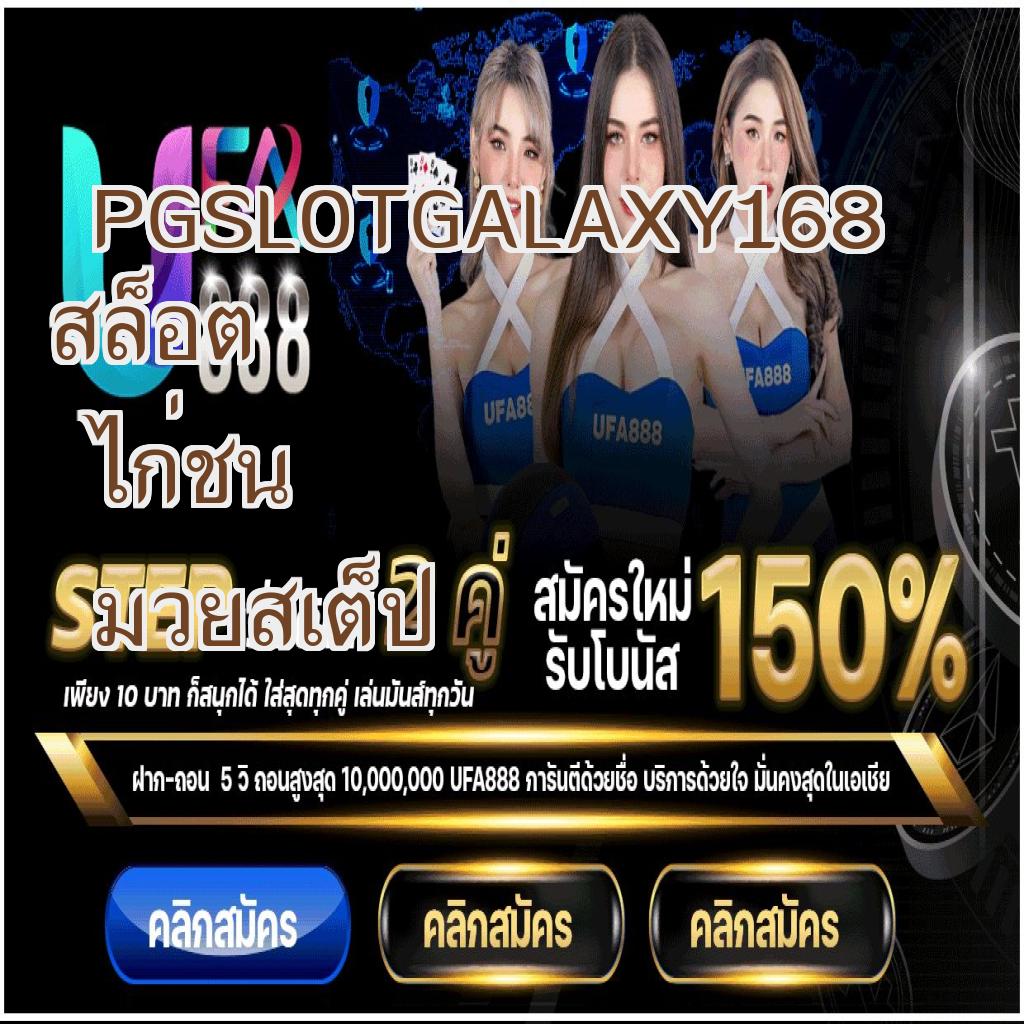 UFA
888
PGSLOTGALAXY168
สล็อต
ไก่ชน
มวยสเต็ป
UFA888
UFA888
UFA888
STEP
2 คู่
สมัครใหม่
รับโบนัส
150%
เพียง 10 บาท ก็สนุกได้ ใส่สุดทุกคู่ เล่นมันส์ทุกวัน
ฝาก-ถอน 5 วิ ถอนสูงสุด 10,000,000 UFA888 การันตีด้วยชื่อ บริการด้วยใจ มั่นคงสุดในเอเชีย
คลิกสมัคร
คลิกสมัคร
คลิกสมัคร